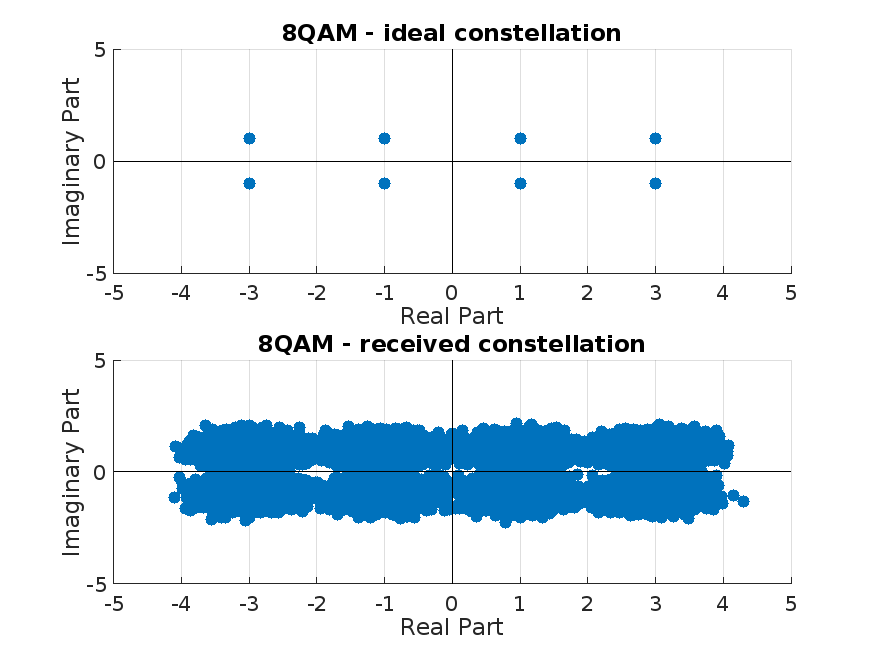 8QAM - ideal constellation
5
0
-5
Imaginary Part
-5 -4 -3 -2 -1 0 1 2 3 4 5
Real Part
8QAM - received constellation
5
0
-5
Imaginary Part
-5 -4 -3 -2 -1 0 1 2 3 4 5
Real Part